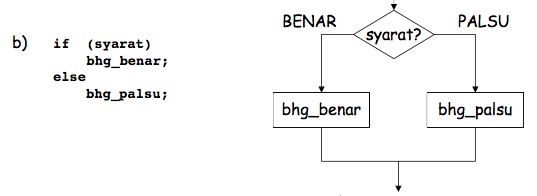 b) if (syarat)
bhg_benar;
else
bhg_palsu;
BENAR PALSU
syarat?
bhg_benar bhg_palsu